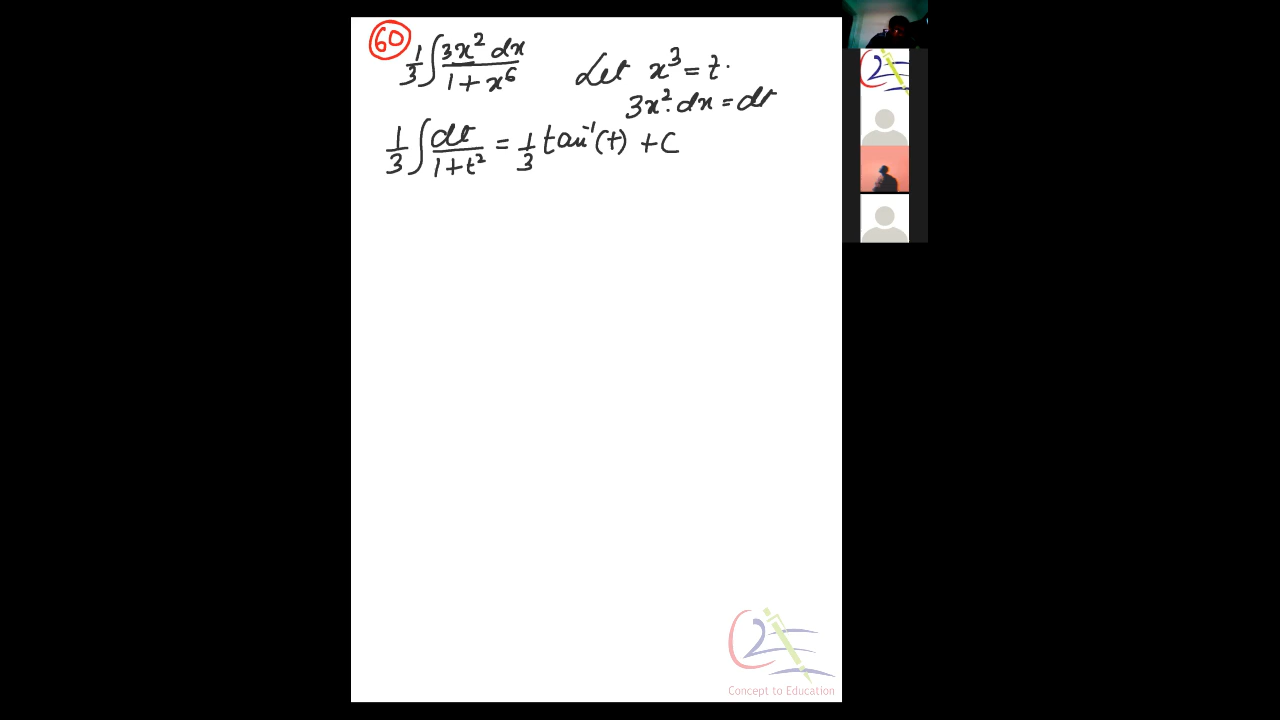 60
1/3 ∫ 3x² dx / 1 + x⁶ Let x³ = t.
3x². dx = dt
1/3 ∫ dt / 1 + t² = 1/3 tan⁻¹(t) + C
Concept to Education